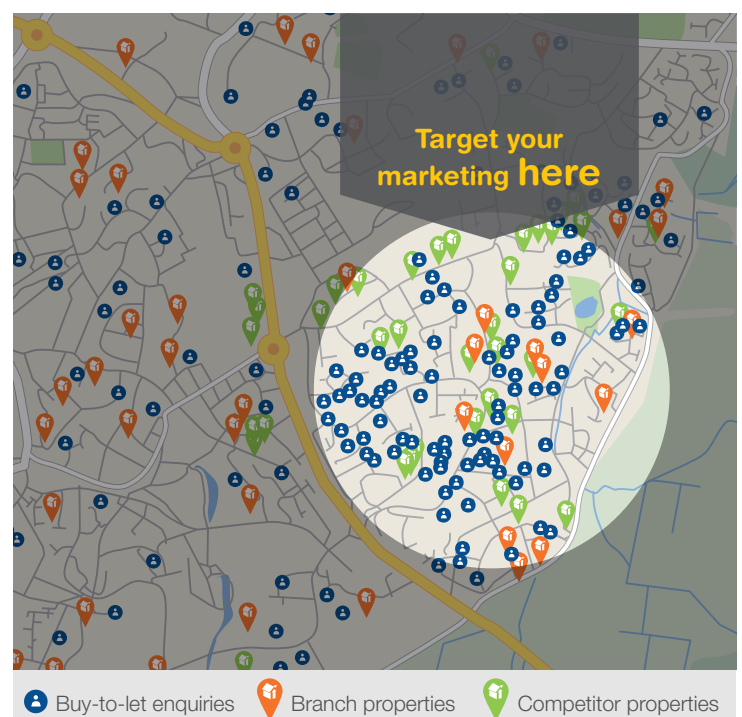 Target your
marketing here
Buy-to-let enquiries
Branch properties
Competitor properties